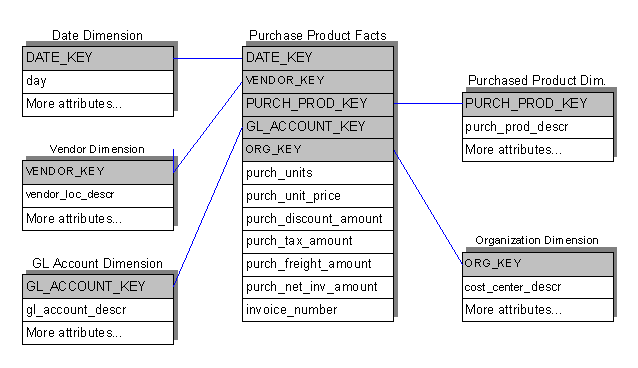 Date Dimension
DATE_KEY
day
More attributes...
Vendor Dimension
VENDOR_KEY
vendor_loc_descr
More attributes...
GL Account Dimension
GL_ACCOUNT_KEY
gl_account_descr
More attributes...
Purchase Product Facts
DATE_KEY
VENDOR_KEY
PURCH_PROD_KEY
GL_ACCOUNT_KEY
ORG_KEY
purch_units
purch_unit_price
purch_discount_amount
purch_tax_amount
purch_freight_amount
purch_net_inv_amount
invoice_number
Purchased Product Dim.
PURCH_PROD_KEY
purch_prod_descr
More attributes...
Organization Dimension
ORG_KEY
cost_center_descr
More attributes...